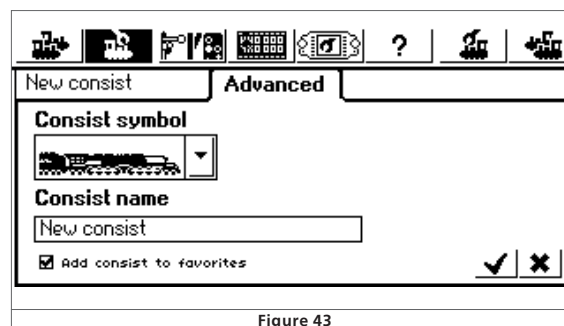 ?
New consist
Advanced
Consist symbol
Consist name
New consist
Add consist to favorites
Figure 43